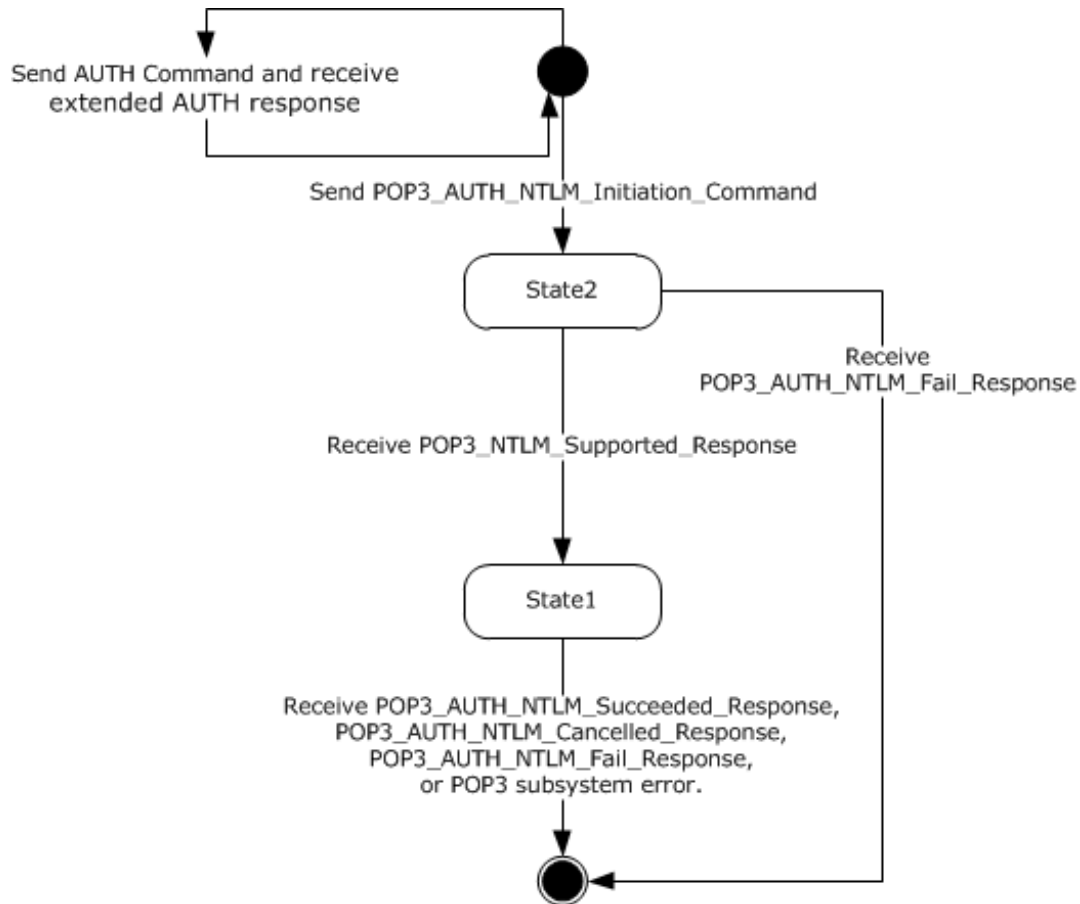 Send AUTH Command and receive
extended AUTH response
Send POP3_AUTH_NTLM_Initiation_Command
State2
Receive
POP3_AUTH_NTLM_Fail_Response
Receive POP3_NTLM_Supported_Response
State1
Receive POP3_AUTH_NTLM_Succeeded_Response,
POP3_AUTH_NTLM_Cancelled_Response,
POP3_AUTH_NTLM_Fail_Response,
or POP3 subsystem error.